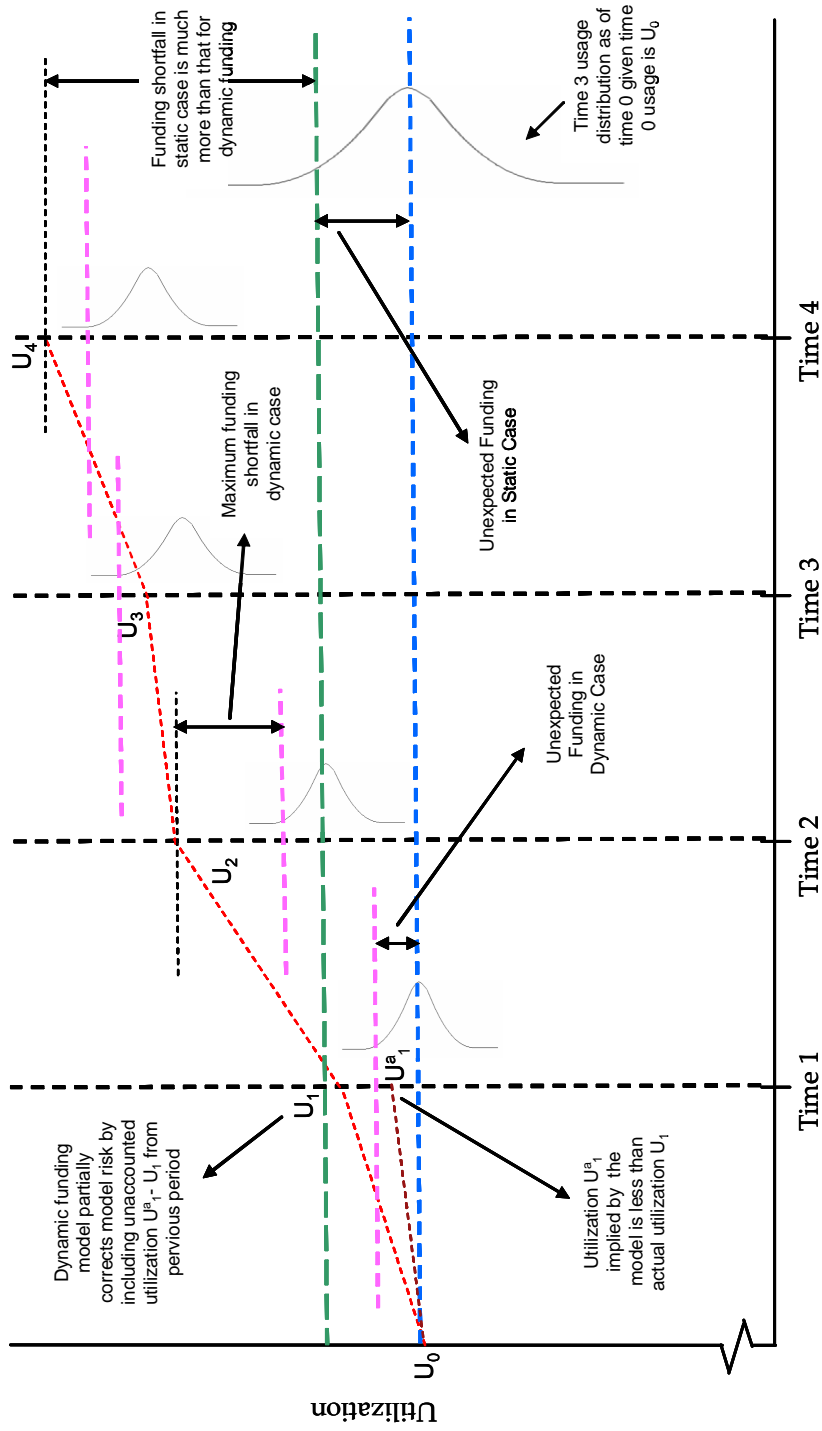 Dynamic funding
model partially
corrects model risk by
including unaccounted
utilization Uᵃ₁- U₁ from
pervious period
Funding shortfall in
static case is much
more than that for
dynamic funding
U₄
Maximum funding
shortfall in
dynamic case
U₃
U₂
U₁
Uᵃ₁
U₀
Time 3 usage
distribution as of
time 0 given time
0 usage is U₀
Unexpected Funding
in Static Case
Unexpected
Funding in
Dynamic Case
Utilization Uᵃ₁
implied by the
model is less than
actual utilization U₁
Utilization
Time 1
Time 2
Time 3
Time 4